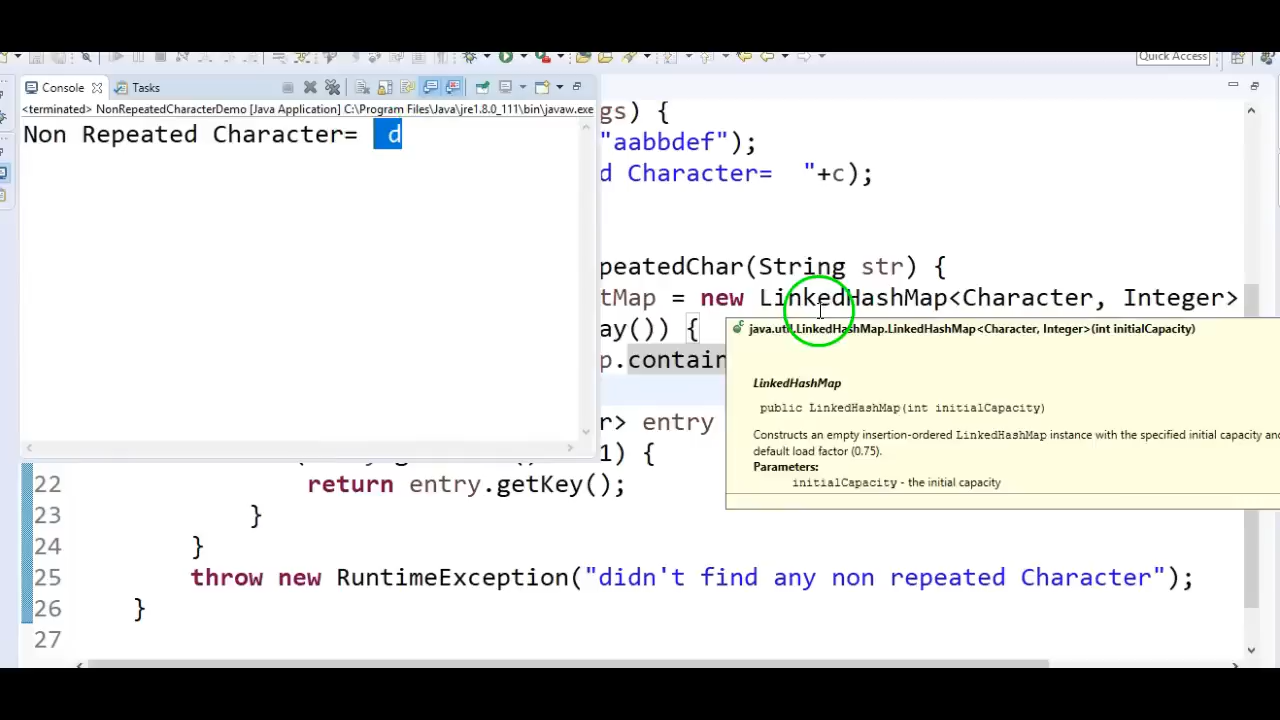 Quick Access
Console
Tasks
<terminated> NonRepeatedCharacterDemo [Java Application] C:\Program Files\Java\jre1.8.0_111\bin\javaw.exe
Non Repeated Character=  d
gs) {
"aabbdef");
d Character=  "+c);
peatedChar(String str) {
tMap = new LinkedHashMap<Character, Integer>
ay()) {
p.contain
r> entry
1) {
java.util.LinkedHashMap.LinkedHashMap<Character, Integer>(int initialCapacity)
LinkedHashMap
public LinkedHashMap(int initialCapacity)
Constructs an empty insertion-ordered LinkedHashMap instance with the specified initial capacity and
default load factor (0.75).
Parameters:
initialCapacity - the initial capacity
22 return entry.getKey();
23 }
24 }
25 throw new RuntimeException("didn't find any non repeated Character");
26 }
27